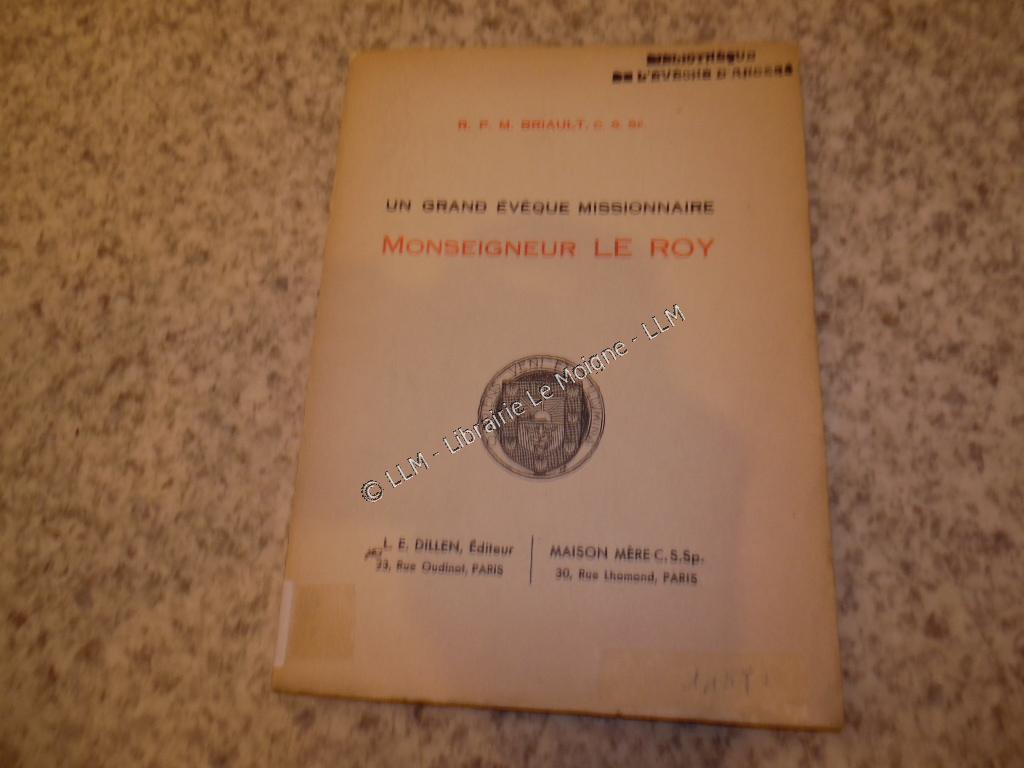 BIBLIOTHÈQUE
DE L'ÉVÊCHÉ D'ANGERS
R. P. M. BRIAULT, C. S. Sp.
UN GRAND ÉVÊQUE MISSIONNAIRE
MONSEIGNEUR LE ROY
© LLM - Librairie Le Moigne - LLM
L. E. DILLEN, Éditeur
23, Rue Oudinot, PARIS
MAISON MÈRE C.S.Sp.
30, Rue Lhomond, PARIS